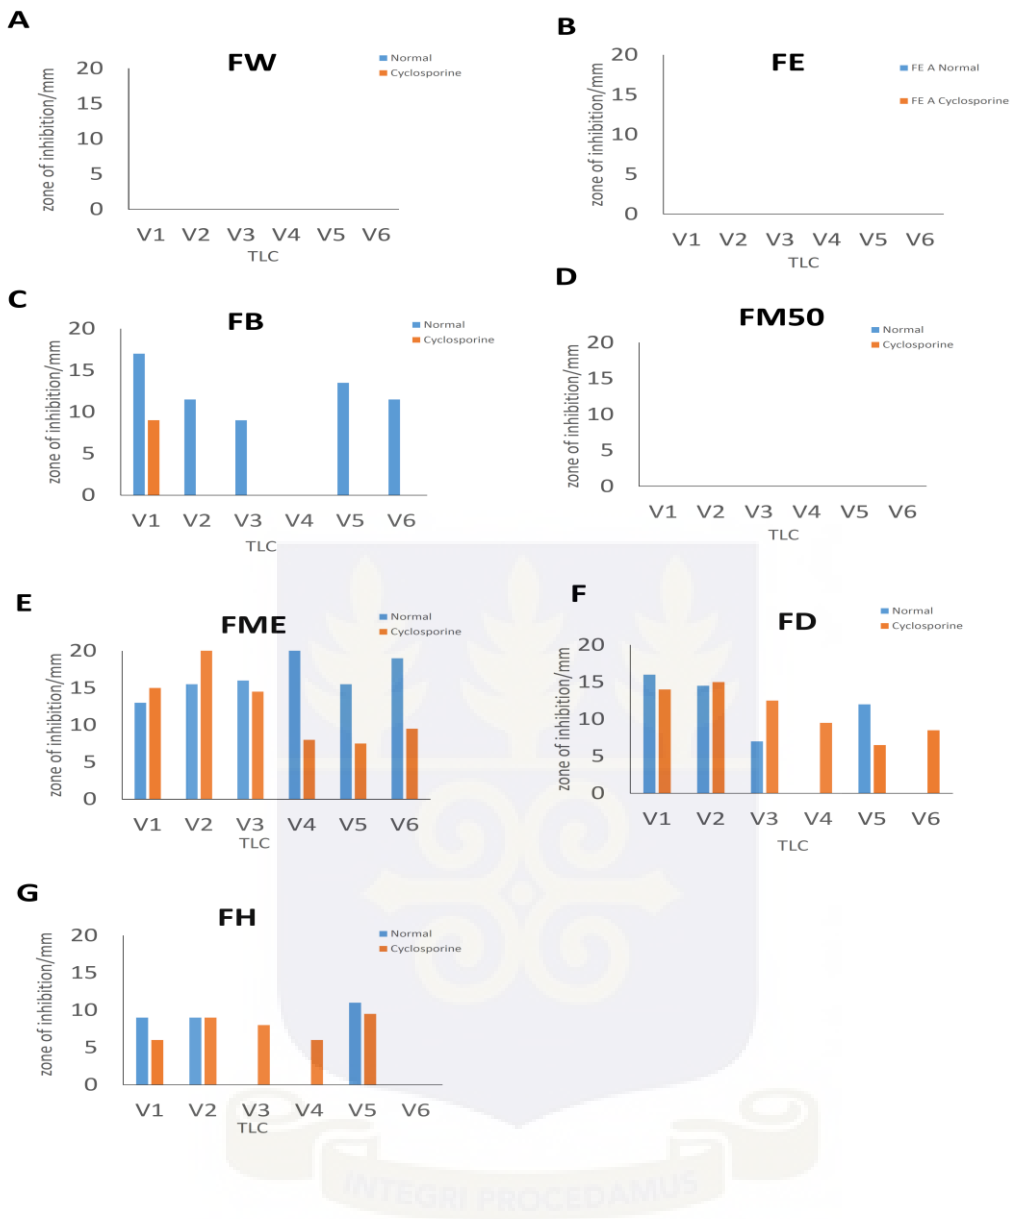 A
FW
Normal
Cyclosporine
zone of inhibition/mm
20
15
10
5
0
V1 V2 V3 V4 V5 V6
TLC
B
FE
FE A Normal
FE A Cyclosporine
zone of inhibition/mm
20
15
10
5
0
V1 V2 V3 V4 V5 V6
TLC
C
FB
Normal
Cyclosporine
zone of inhibition/mm
20
15
10
5
0
V1 V2 V3 V4 V5 V6
TLC
D
FM50
Normal
Cyclosporine
zone of inhibition/mm
20
15
10
5
0
V1 V2 V3 V4 V5 V6
TLC
E
FME
Normal
Cyclosporine
zone of inhibition/mm
20
15
10
5
0
V1 V2 V3 V4 V5 V6
TLC
F
FD
Normal
Cyclosporine
zone of inhibition/mm
20
15
10
5
0
V1 V2 V3 V4 V5 V6
TLC
G
FH
Normal
Cyclosporine
zone of inhibition/mm
20
15
10
5
0
V1 V2 V3 V4 V5 V6
TLC
INTEGRI PROCEDAMUS